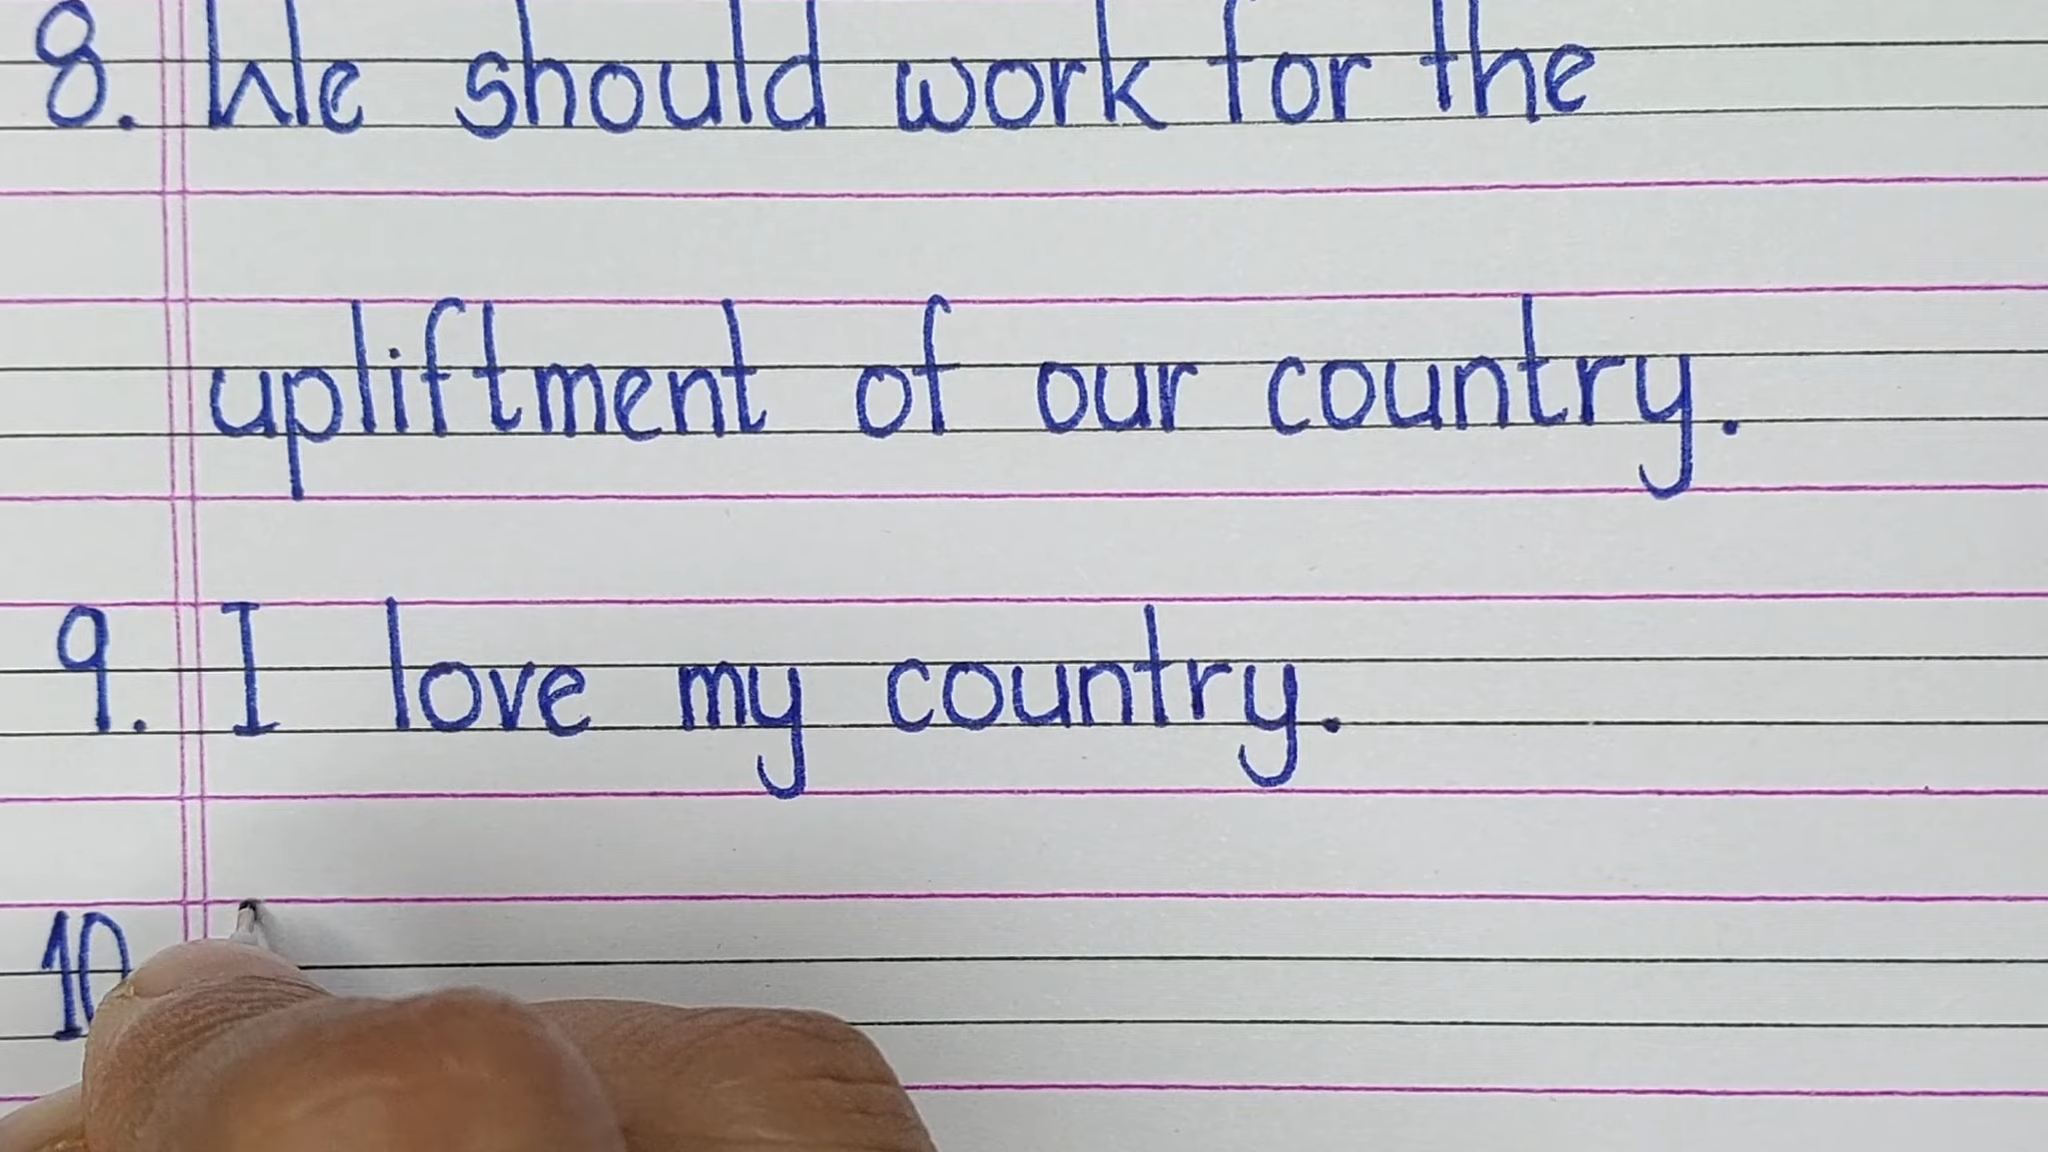 8. We should work for the
upliftment of our country.
9. I love my country.
10